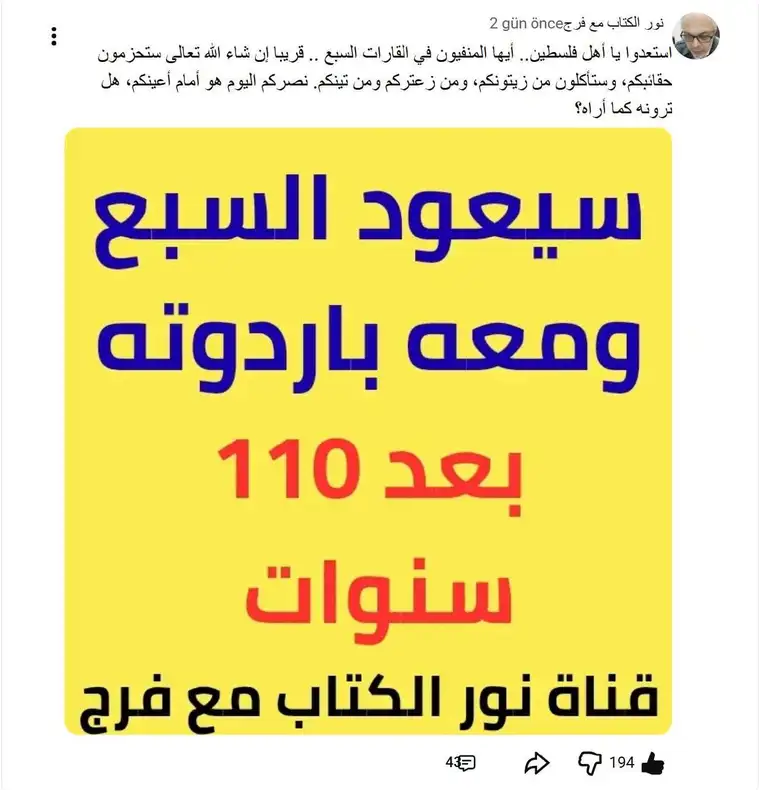 نور الكتاب مع فرج 2 gün önce
استعدوا يا أهل فلسطين.. أيها المنفيون في القارات السبع .. قريبا إن شاء الله تعالى ستحزمون
حقائبكم، وستأكلون من زيتونكم، ومن زعتركم ومن تينكم. نصركم اليوم هو أمام أعينكم، هل
ترونه كما أراه؟
سيعود السبع
ومعه باردوته
بعد 110
سنوات
قناة نور الكتاب مع فرج
194
43